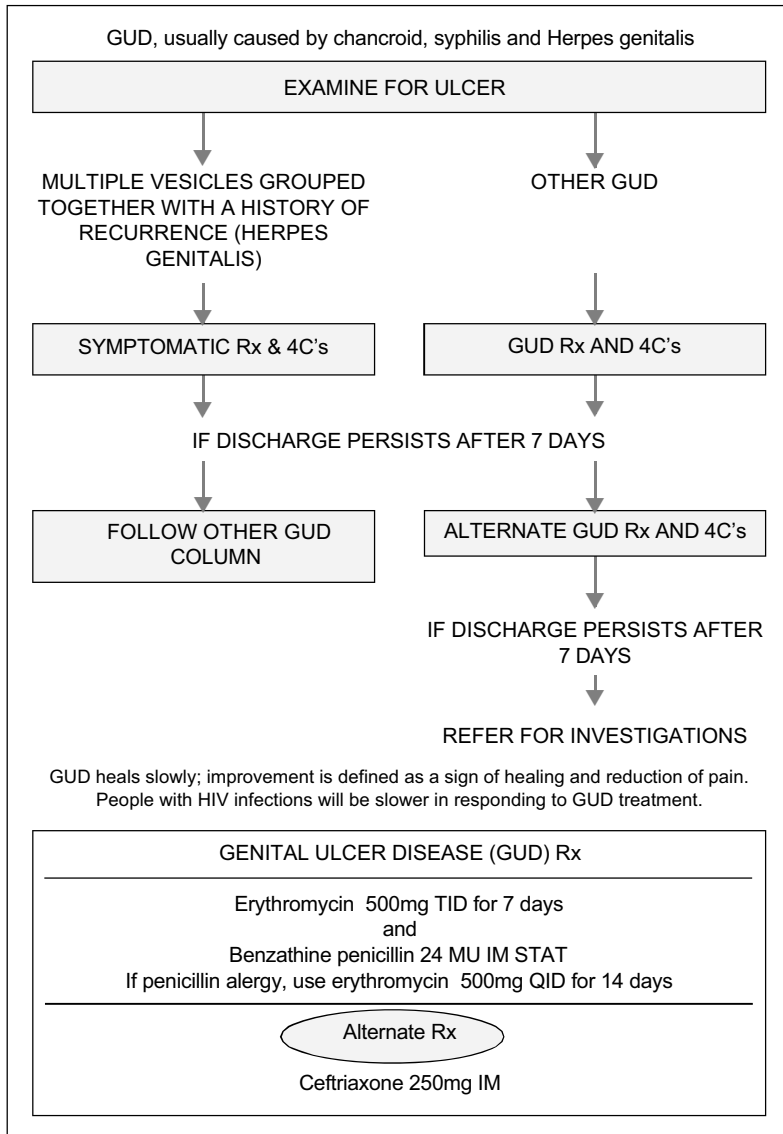 GUD, usually caused by chancroid, syphilis and Herpes genitalis
EXAMINE FOR ULCER
MULTIPLE VESICLES GROUPED
TOGETHER WITH A HISTORY OF
RECURRENCE (HERPES
GENITALIS)
OTHER GUD
SYMPTOMATIC Rx & 4C's
GUD Rx AND 4C's
IF DISCHARGE PERSISTS AFTER 7 DAYS
FOLLOW OTHER GUD
COLUMN
ALTERNATE GUD Rx AND 4C's
IF DISCHARGE PERSISTS AFTER
7 DAYS
REFER FOR INVESTIGATIONS
GUD heals slowly; improvement is defined as a sign of healing and reduction of pain.
People with HIV infections will be slower in responding to GUD treatment.
GENITAL ULCER DISEASE (GUD) Rx
Erythromycin 500mg TID for 7 days
and
Benzathine penicillin 24 MU IM STAT
If penicillin alergy, use erythromycin 500mg QID for 14 days
Alternate Rx
Ceftriaxone 250mg IM